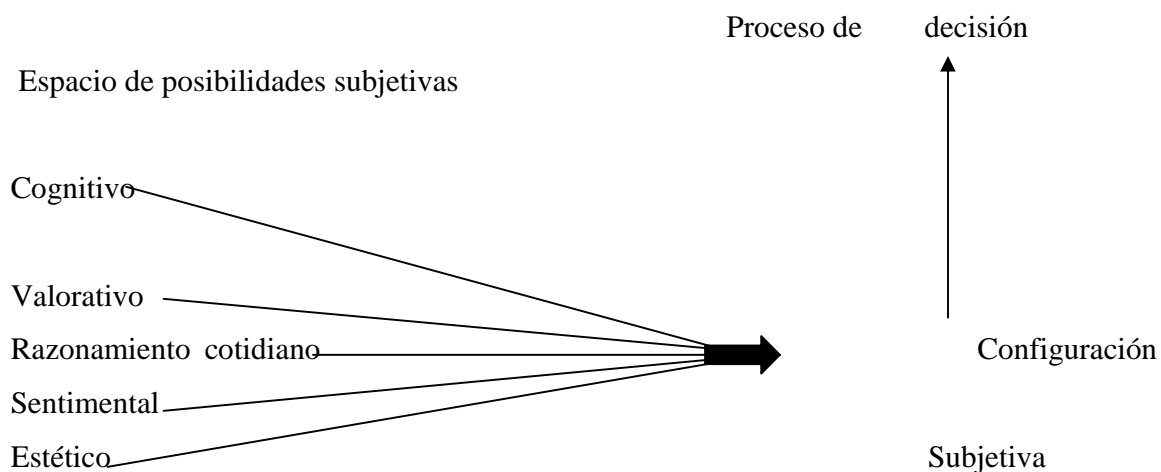 Proceso de decisión
Espacio de posibilidades subjetivas
Cognitivo
Valorativo
Razonamiento cotidiano
Configuración
Sentimental
Estético
Subjetiva